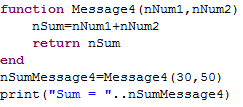 function Message4(nNum1,nNum2)
    nSum=nNum1+nNum2
    return nSum
end
nSumMessage4=Message4(30,50)
print("Sum = "..nSumMessage4)